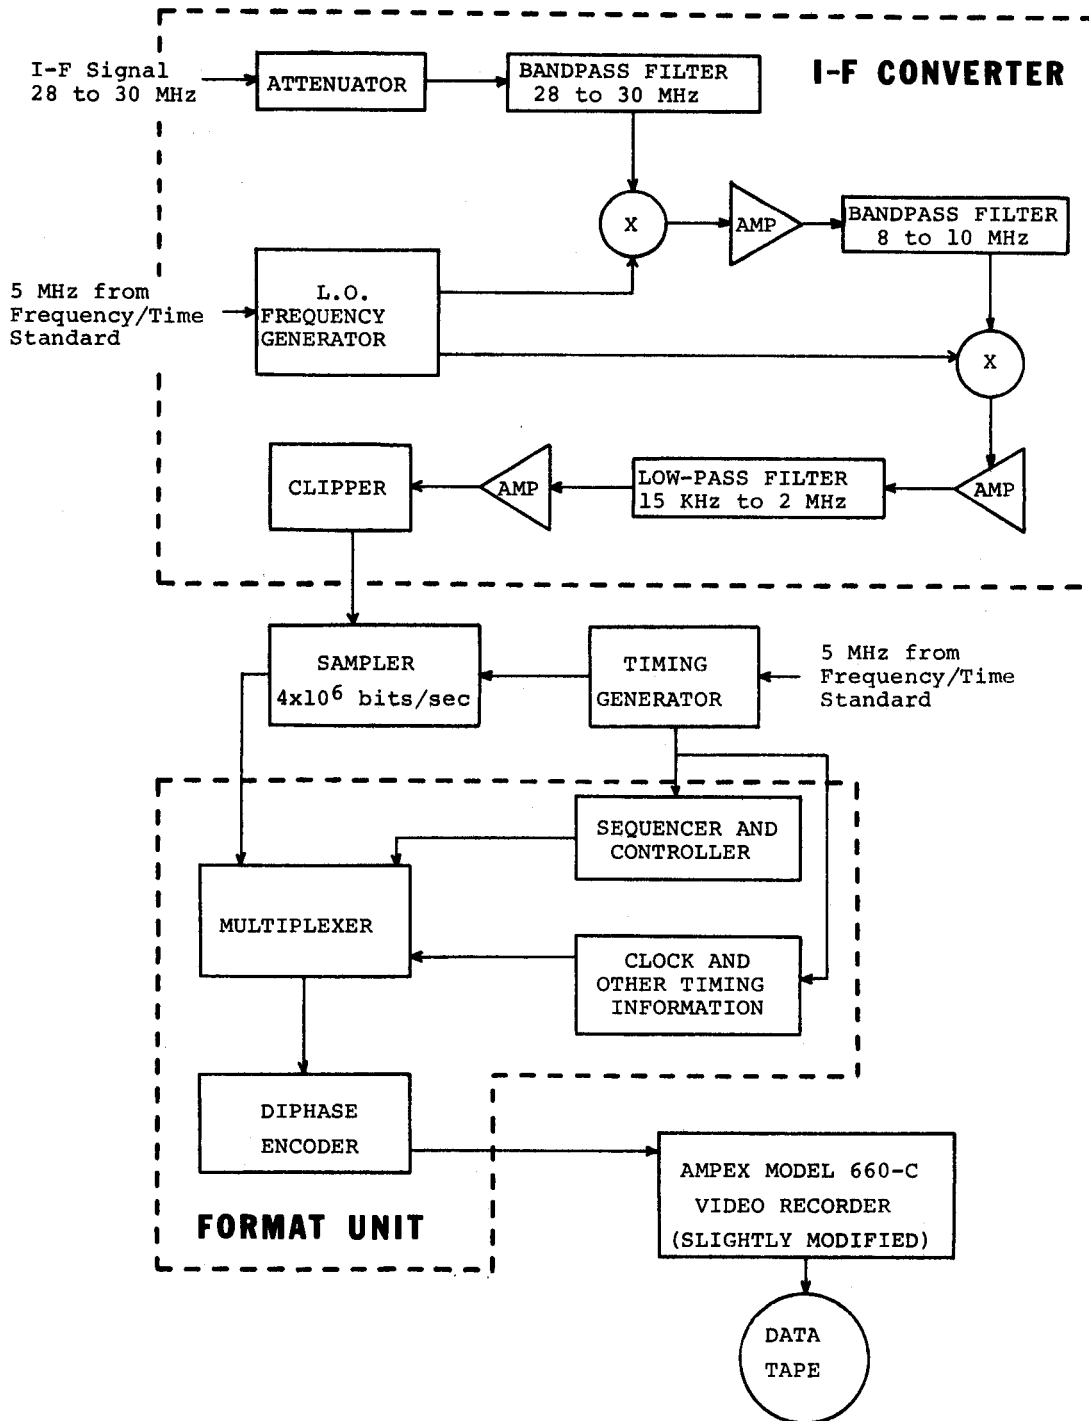 I-F CONVERTER
I-F Signal
28 to 30 MHz
ATTENUATOR
BANDPASS FILTER
28 to 30 MHz
X
AMP
BANDPASS FILTER
8 to 10 MHz
5 MHz from
Frequency/Time
Standard
L.O.
FREQUENCY
GENERATOR
X
CLIPPER
AMP
LOW-PASS FILTER
15 KHz to 2 MHz
AMP
SAMPLER
4x10⁶ bits/sec
TIMING
GENERATOR
5 MHz from
Frequency/Time
Standard
SEQUENCER AND
CONTROLLER
MULTIPLEXER
CLOCK AND
OTHER TIMING
INFORMATION
DIPHASE
ENCODER
FORMAT UNIT
AMPEX MODEL 660-C
VIDEO RECORDER
(SLIGHTLY MODIFIED)
DATA
TAPE